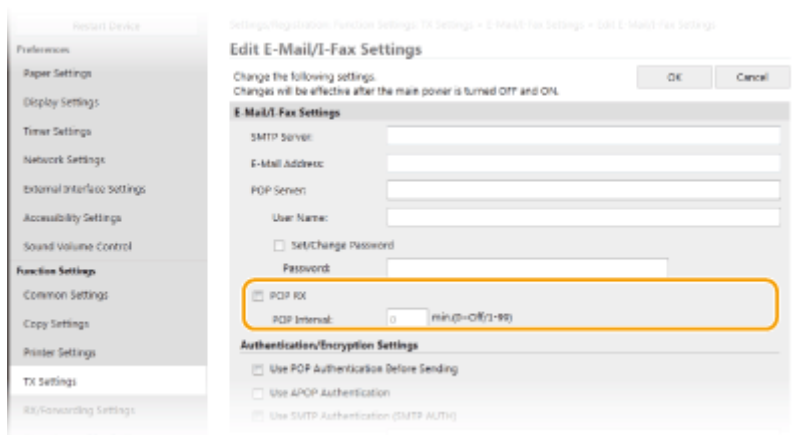 Restart Device
Preferences
Paper Settings
Display Settings
Timer Settings
Network Settings
External Interface Settings
Accessibility Settings
Sound Volume Control
Function Settings
Common Settings
Copy Settings
Printer Settings
TX Settings
RX/Forwarding Settings
Settings/Registration: Function Settings: TX Settings > E-Mail/I-Fax Settings > Edit E-Mail/I-Fax Settings
Edit E-Mail/I-Fax Settings
Change the following settings.
Changes will be effective after the main power is turned OFF and ON.
OK
Cancel
E-Mail/I-Fax Settings
SMTP Server:
E-Mail Address:
POP Server:
User Name:
Set/Change Password
Password:
POP RX
POP Interval:
0
min.(0=Off/1-99)
Authentication/Encryption Settings
Use POP Authentication Before Sending
Use APOP Authentication
Use SMTP Authentication (SMTP AUTH)